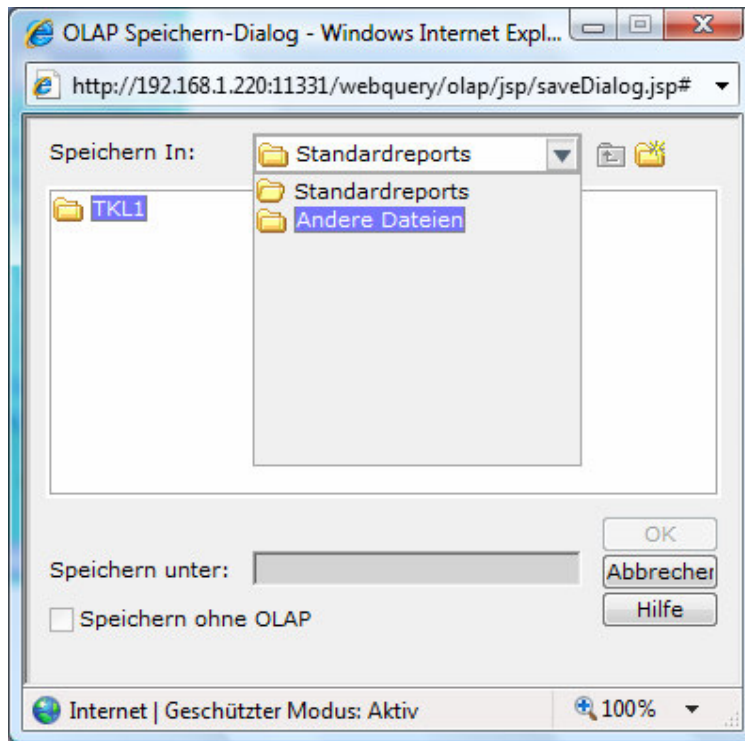 OLAP Speichern-Dialog - Windows Internet Expl...
http://192.168.1.220:11331/webquery/olap/jsp/saveDialog.jsp#
Speichern In:
Standardreports
TKL1
Standardreports
Andere Dateien
OK
Speichern unter:
Abbrecher
Speichern ohne OLAP
Hilfe
Internet | Geschützter Modus: Aktiv
100%